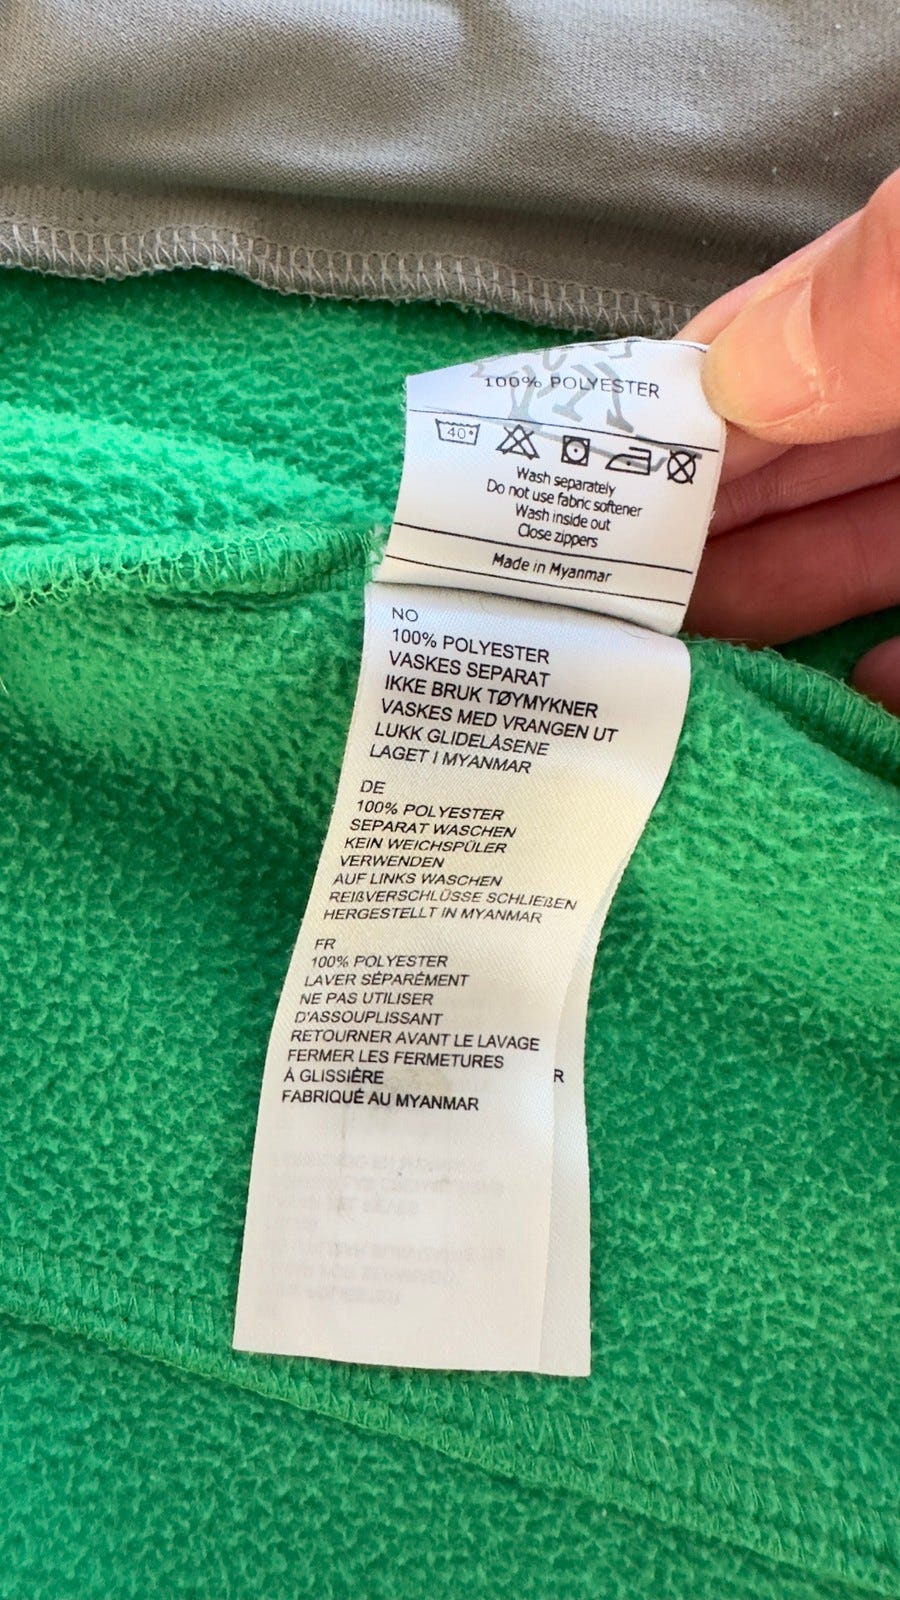 100% POLYESTER
40°
Wash separately
Do not use fabric softener
Wash inside out
Close zippers
Made in Myanmar
NO
100% POLYESTER
VASKES SEPARAT
IKKE BRUK TØYMYKNER
VASKES MED VRANGEN UT
LUKK GLIDELÅSENE
LAGET I MYANMAR
DE
100% POLYESTER
SEPARAT WASCHEN
KEIN WEICHSPÜLER
VERWENDEN
AUF LINKS WASCHEN
REIßVERSCHLÜSSE SCHLIEßEN
HERGESTELLT IN MYANMAR
FR
100% POLYESTER
LAVER SÉPARÉMENT
NE PAS UTILISER
D'ASSOUPLISSANT
RETOURNER AVANT LE LAVAGE
FERMER LES FERMETURES
À GLISSIÈRE
FABRIQUÉ AU MYANMAR
R